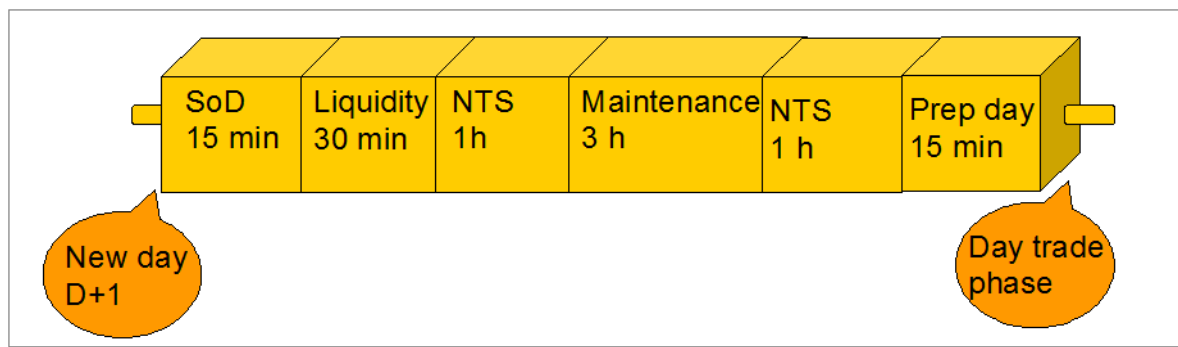 SoD
15 min
Liquidity
30 min
NTS
1h
Maintenance
3 h
NTS
1 h
Prep day
15 min
New day
D+1
Day trade
phase